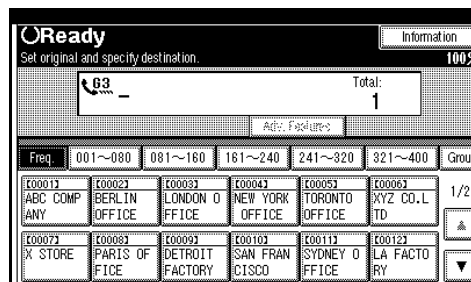 Ready
Information
Set original and specify destination.
100%
G3 _
Total:
1
Adv. Features
Freq. 001~080 081~160 161~240 241~320 321~400 Grou
[00001] [00002] [00003] [00004] [00005] [00006]
ABC COMP BERLIN LONDON O NEW YORK TORONTO XYZ CO.L
ANY OFFICE FFICE OFFICE OFFICE TD
1/2
[00007] [00008] [00009] [00010] [00011] [00012]
X STORE PARIS OF DETROIT SAN FRAN SYDNEY O LA FACTO
FICE FACTORY CISCO FFICE RY